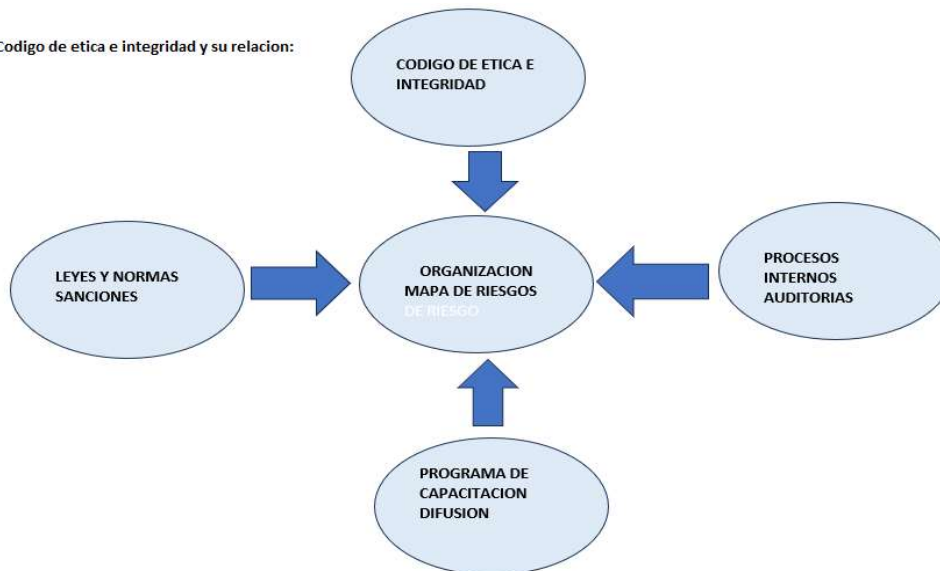 Codigo de etica e integridad y su relacion:
CODIGO DE ETICA E
INTEGRIDAD
LEYES Y NORMAS
SANCIONES
ORGANIZACION
MAPA DE RIESGOS
DE RIESGO
PROCESOS
INTERNOS
AUDITORIAS
PROGRAMA DE
CAPACITACION
DIFUSION